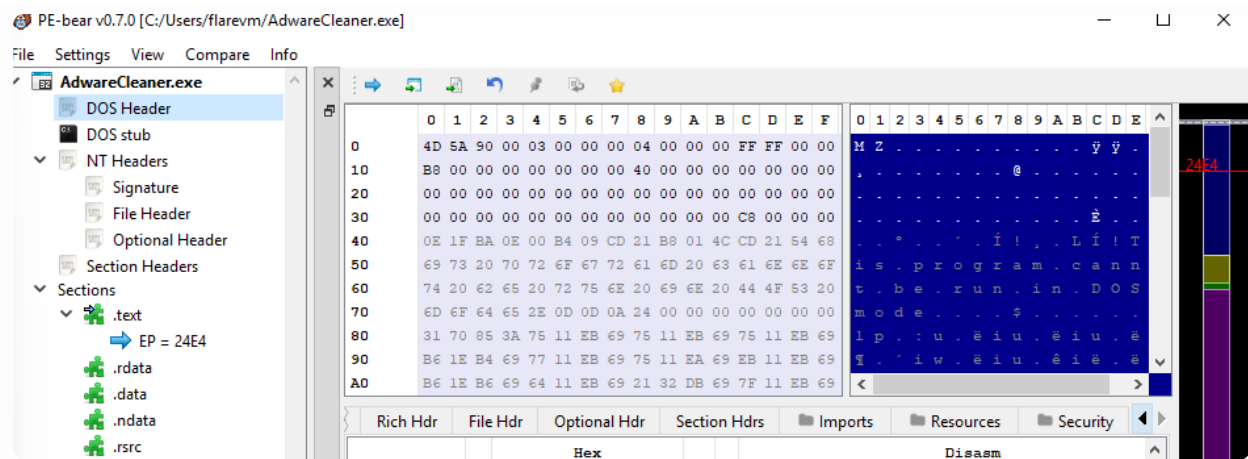 PE-bear v0.7.0 [C:/Users/flarevm/AdwareCleaner.exe]
File Settings View Compare Info
AdwareCleaner.exe
DOS Header
DOS stub
NT Headers
Signature
File Header
Optional Header
Section Headers
Sections
.text
EP = 24E4
.rdata
.data
.ndata
.rsrc
0 1 2 3 4 5 6 7 8 9 A B C D E F
0 4D 5A 90 00 03 00 00 00 04 00 00 00 FF FF 00 00
10 B8 00 00 00 00 00 00 00 40 00 00 00 00 00 00 00
20 00 00 00 00 00 00 00 00 00 00 00 00 00 00 00 00
30 00 00 00 00 00 00 00 00 00 00 00 00 C8 00 00 00
40 0E 1F BA 0E 00 B4 09 CD 21 B8 01 4C CD 21 54 68
50 69 73 20 70 72 6F 67 72 61 6D 20 63 61 6E 6E 6F
60 74 20 62 65 20 72 75 6E 20 69 6E 20 44 4F 53 20
70 6D 6F 64 65 2E 0D 0D 0A 24 00 00 00 00 00 00 00
80 31 70 85 3A 75 11 EB 69 75 11 EB 69 75 11 EB 69
90 B6 1E B4 69 77 11 EB 69 75 11 EA 69 EB 11 EB 69
A0 B6 1E B6 69 64 11 EB 69 21 32 DB 69 7F 11 EB 69
0 1 2 3 4 5 6 7 8 9 A B C D E
M Z . . . . . . . . . . ÿ ÿ .
¸ . . . . . . . @ . . . . . .
. . . . . . . . . . . . . . .
. . . . . . . . . . . . È . .
. . º . . ´ . Í ! ¸ . L Í ! T
i s . p r o g r a m . c a n n
t . b e . r u n . i n . D O S
m o d e . . . . $ . . . . . .
1 p . : u . ë i u . ë i u . ë
¶ . ´ i w . ë i u . ê i ë . ë
24E4
Rich Hdr File Hdr Optional Hdr Section Hdrs Imports Resources Security
Hex Disasm